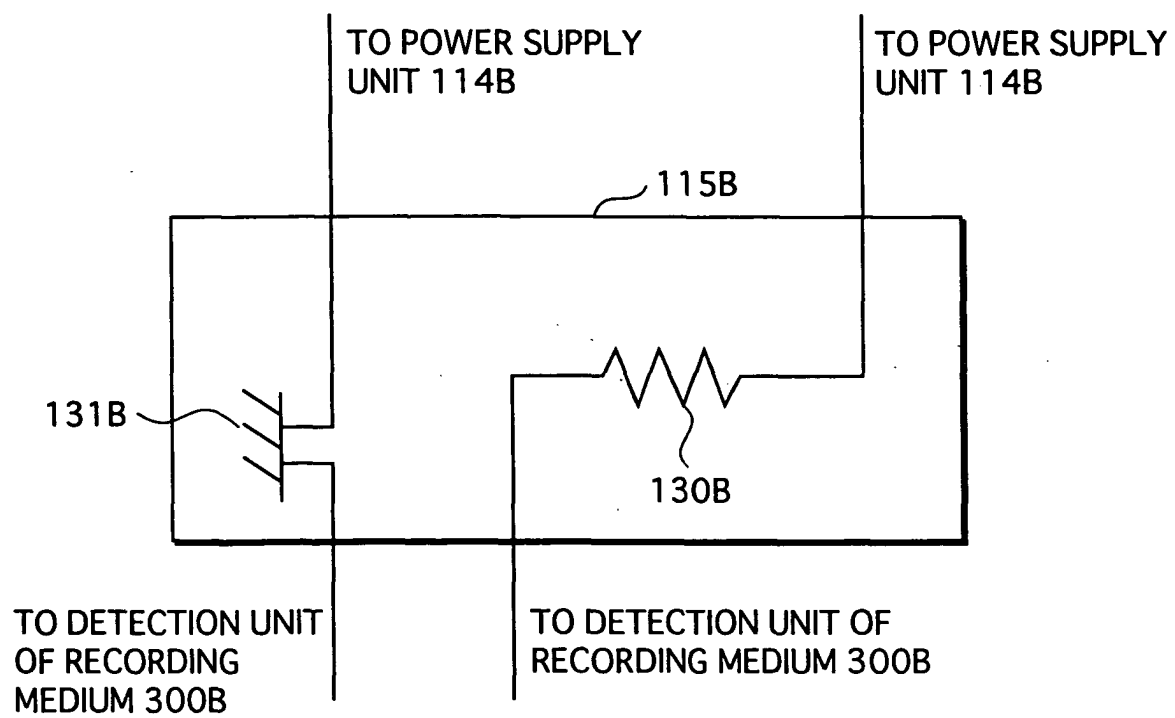 TO POWER SUPPLY
UNIT 114B
TO POWER SUPPLY
UNIT 114B
115B
131B
130B
TO DETECTION UNIT
OF RECORDING
MEDIUM 300B
TO DETECTION UNIT OF
RECORDING MEDIUM 300B